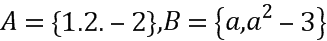 A = {1.2. − 2},B = {a,a² − 3}